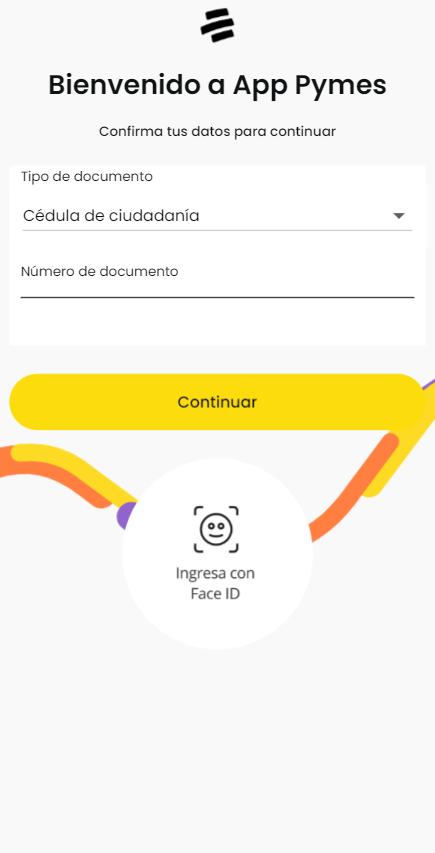 Bienvenido a App Pymes
Confirma tus datos para continuar
Tipo de documento
Cédula de ciudadanía
Número de documento
Continuar
Ingresa con
Face ID